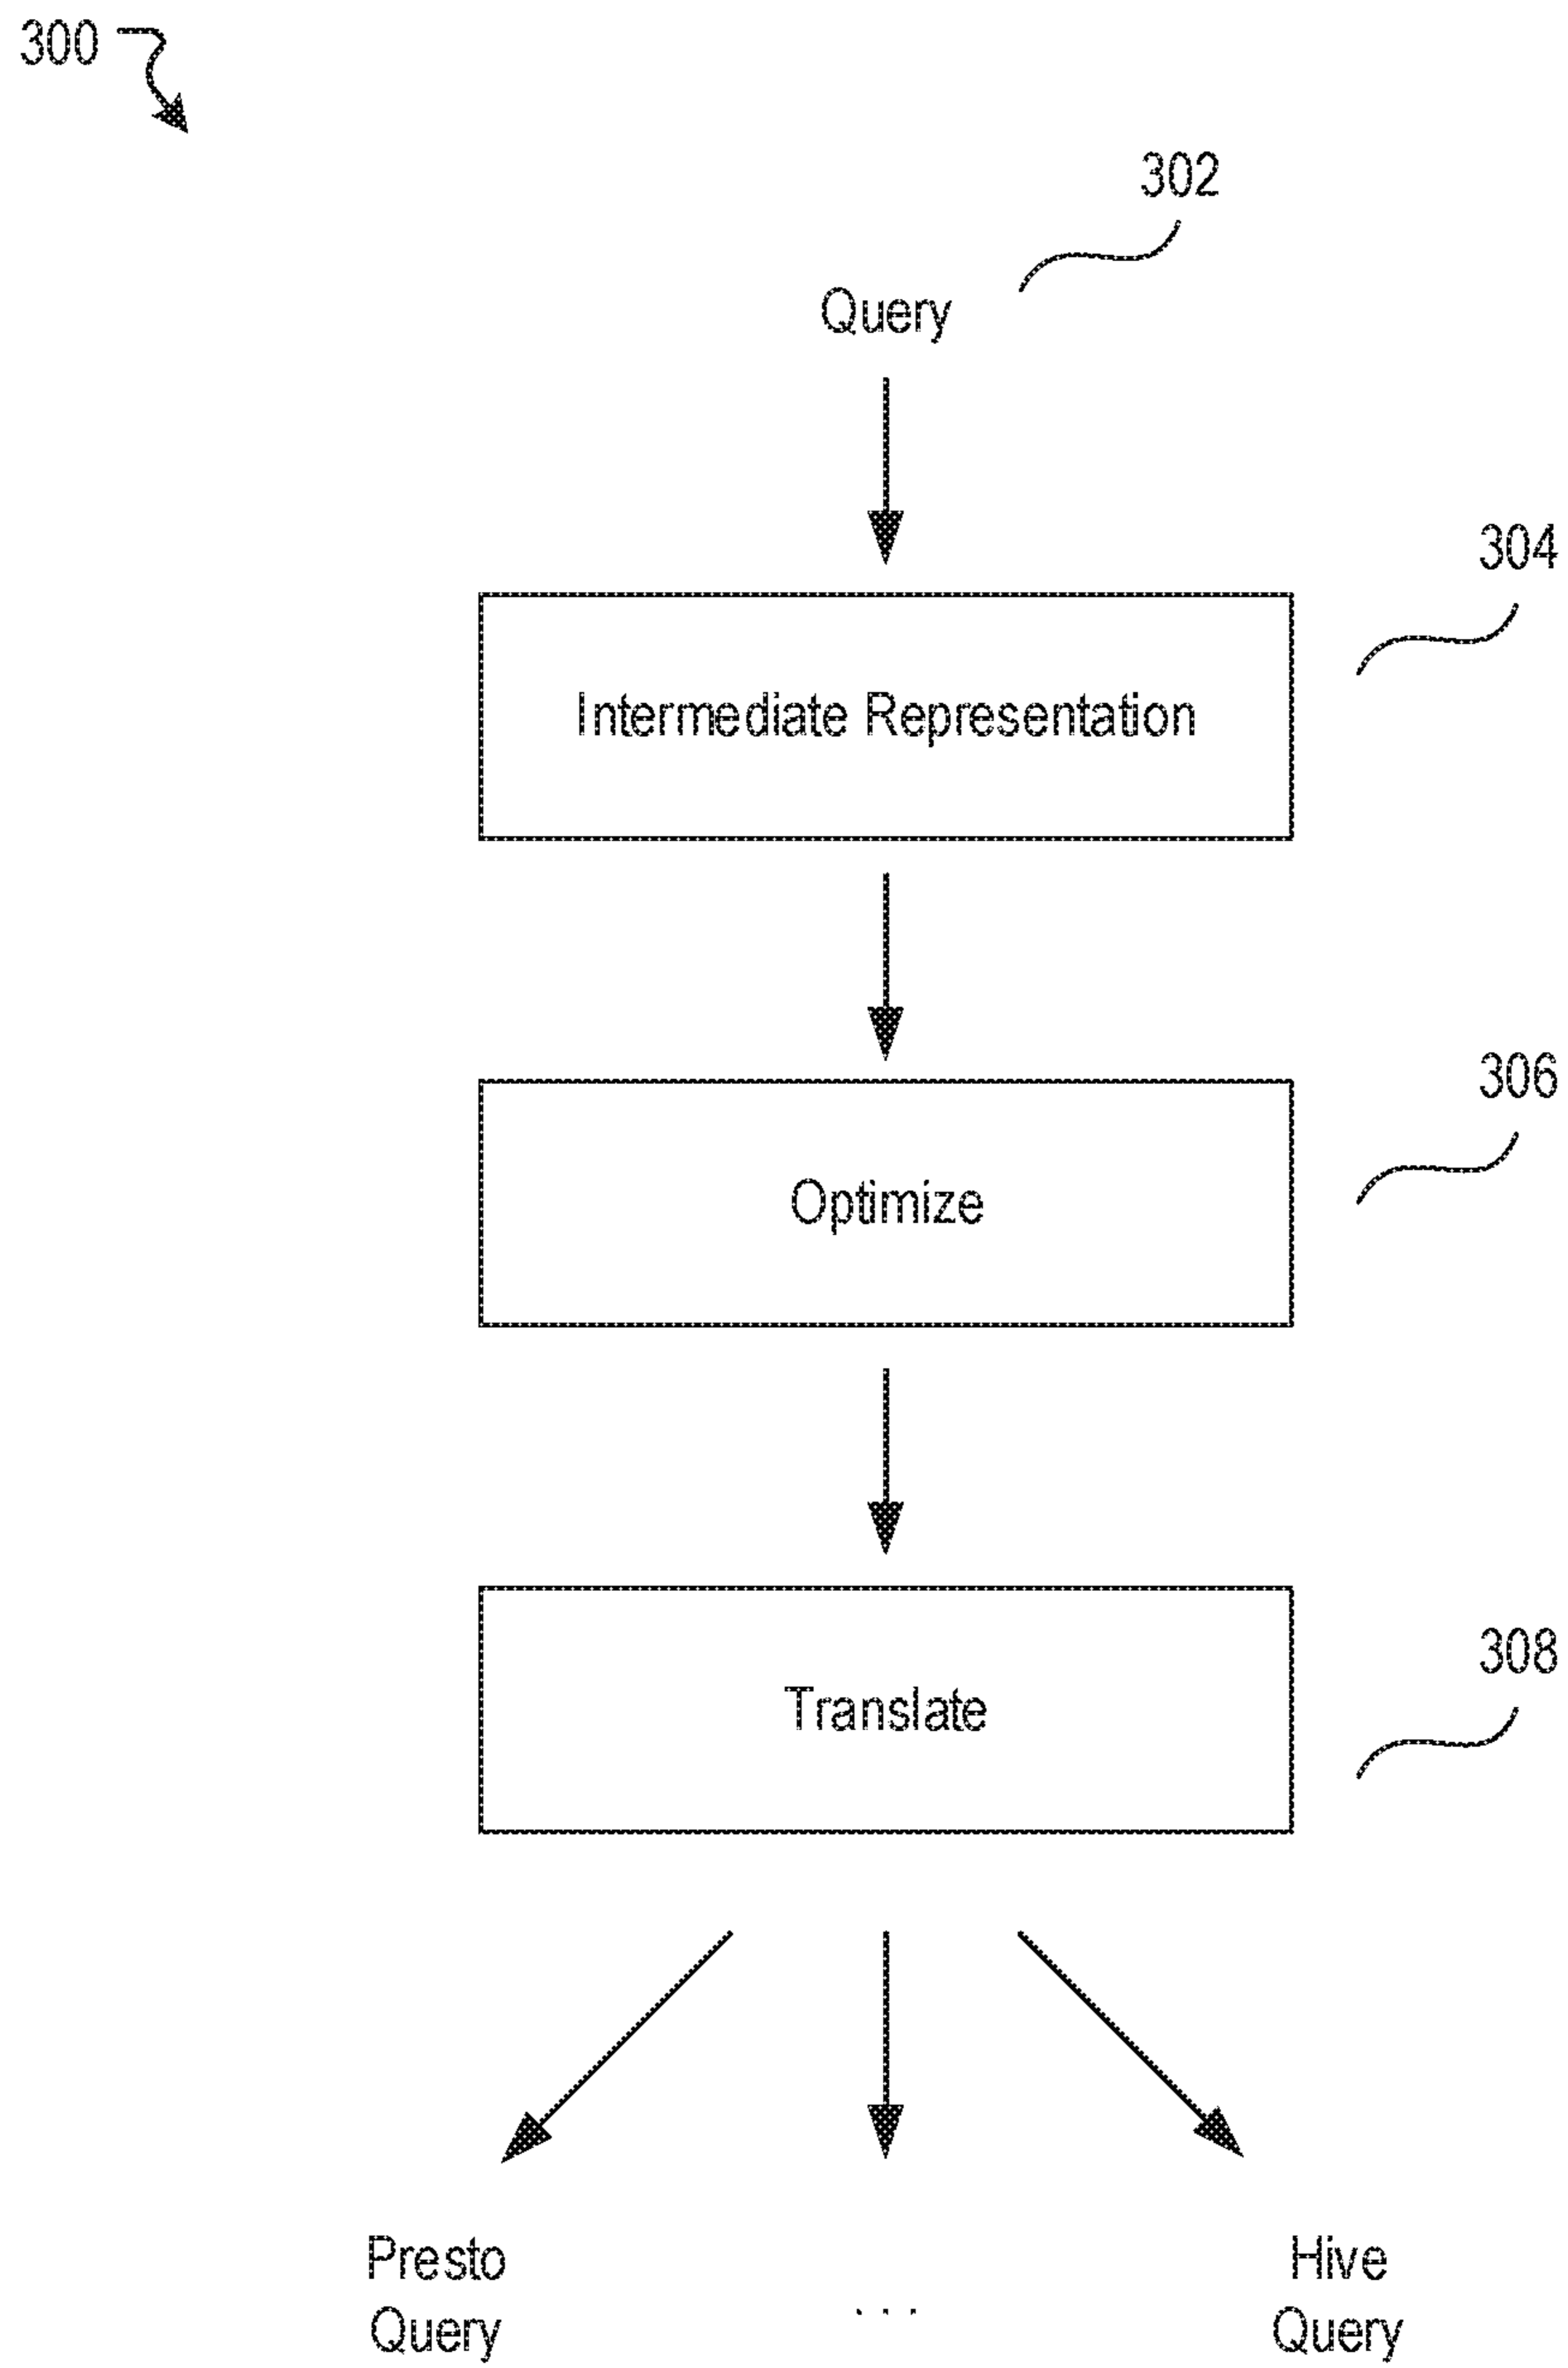 300
302
Query
304
Intermediate Representation
306
Optimize
308
Translate
Presto
Query
. . .
Hive
Query